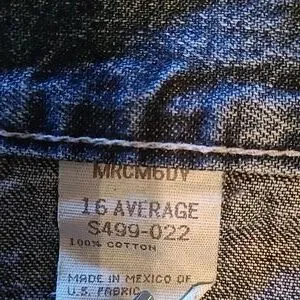 MRCM6DV
16 AVERAGE
S499-022
100% COTTON
MADE IN MEXICO OF
U.S. FABRIC